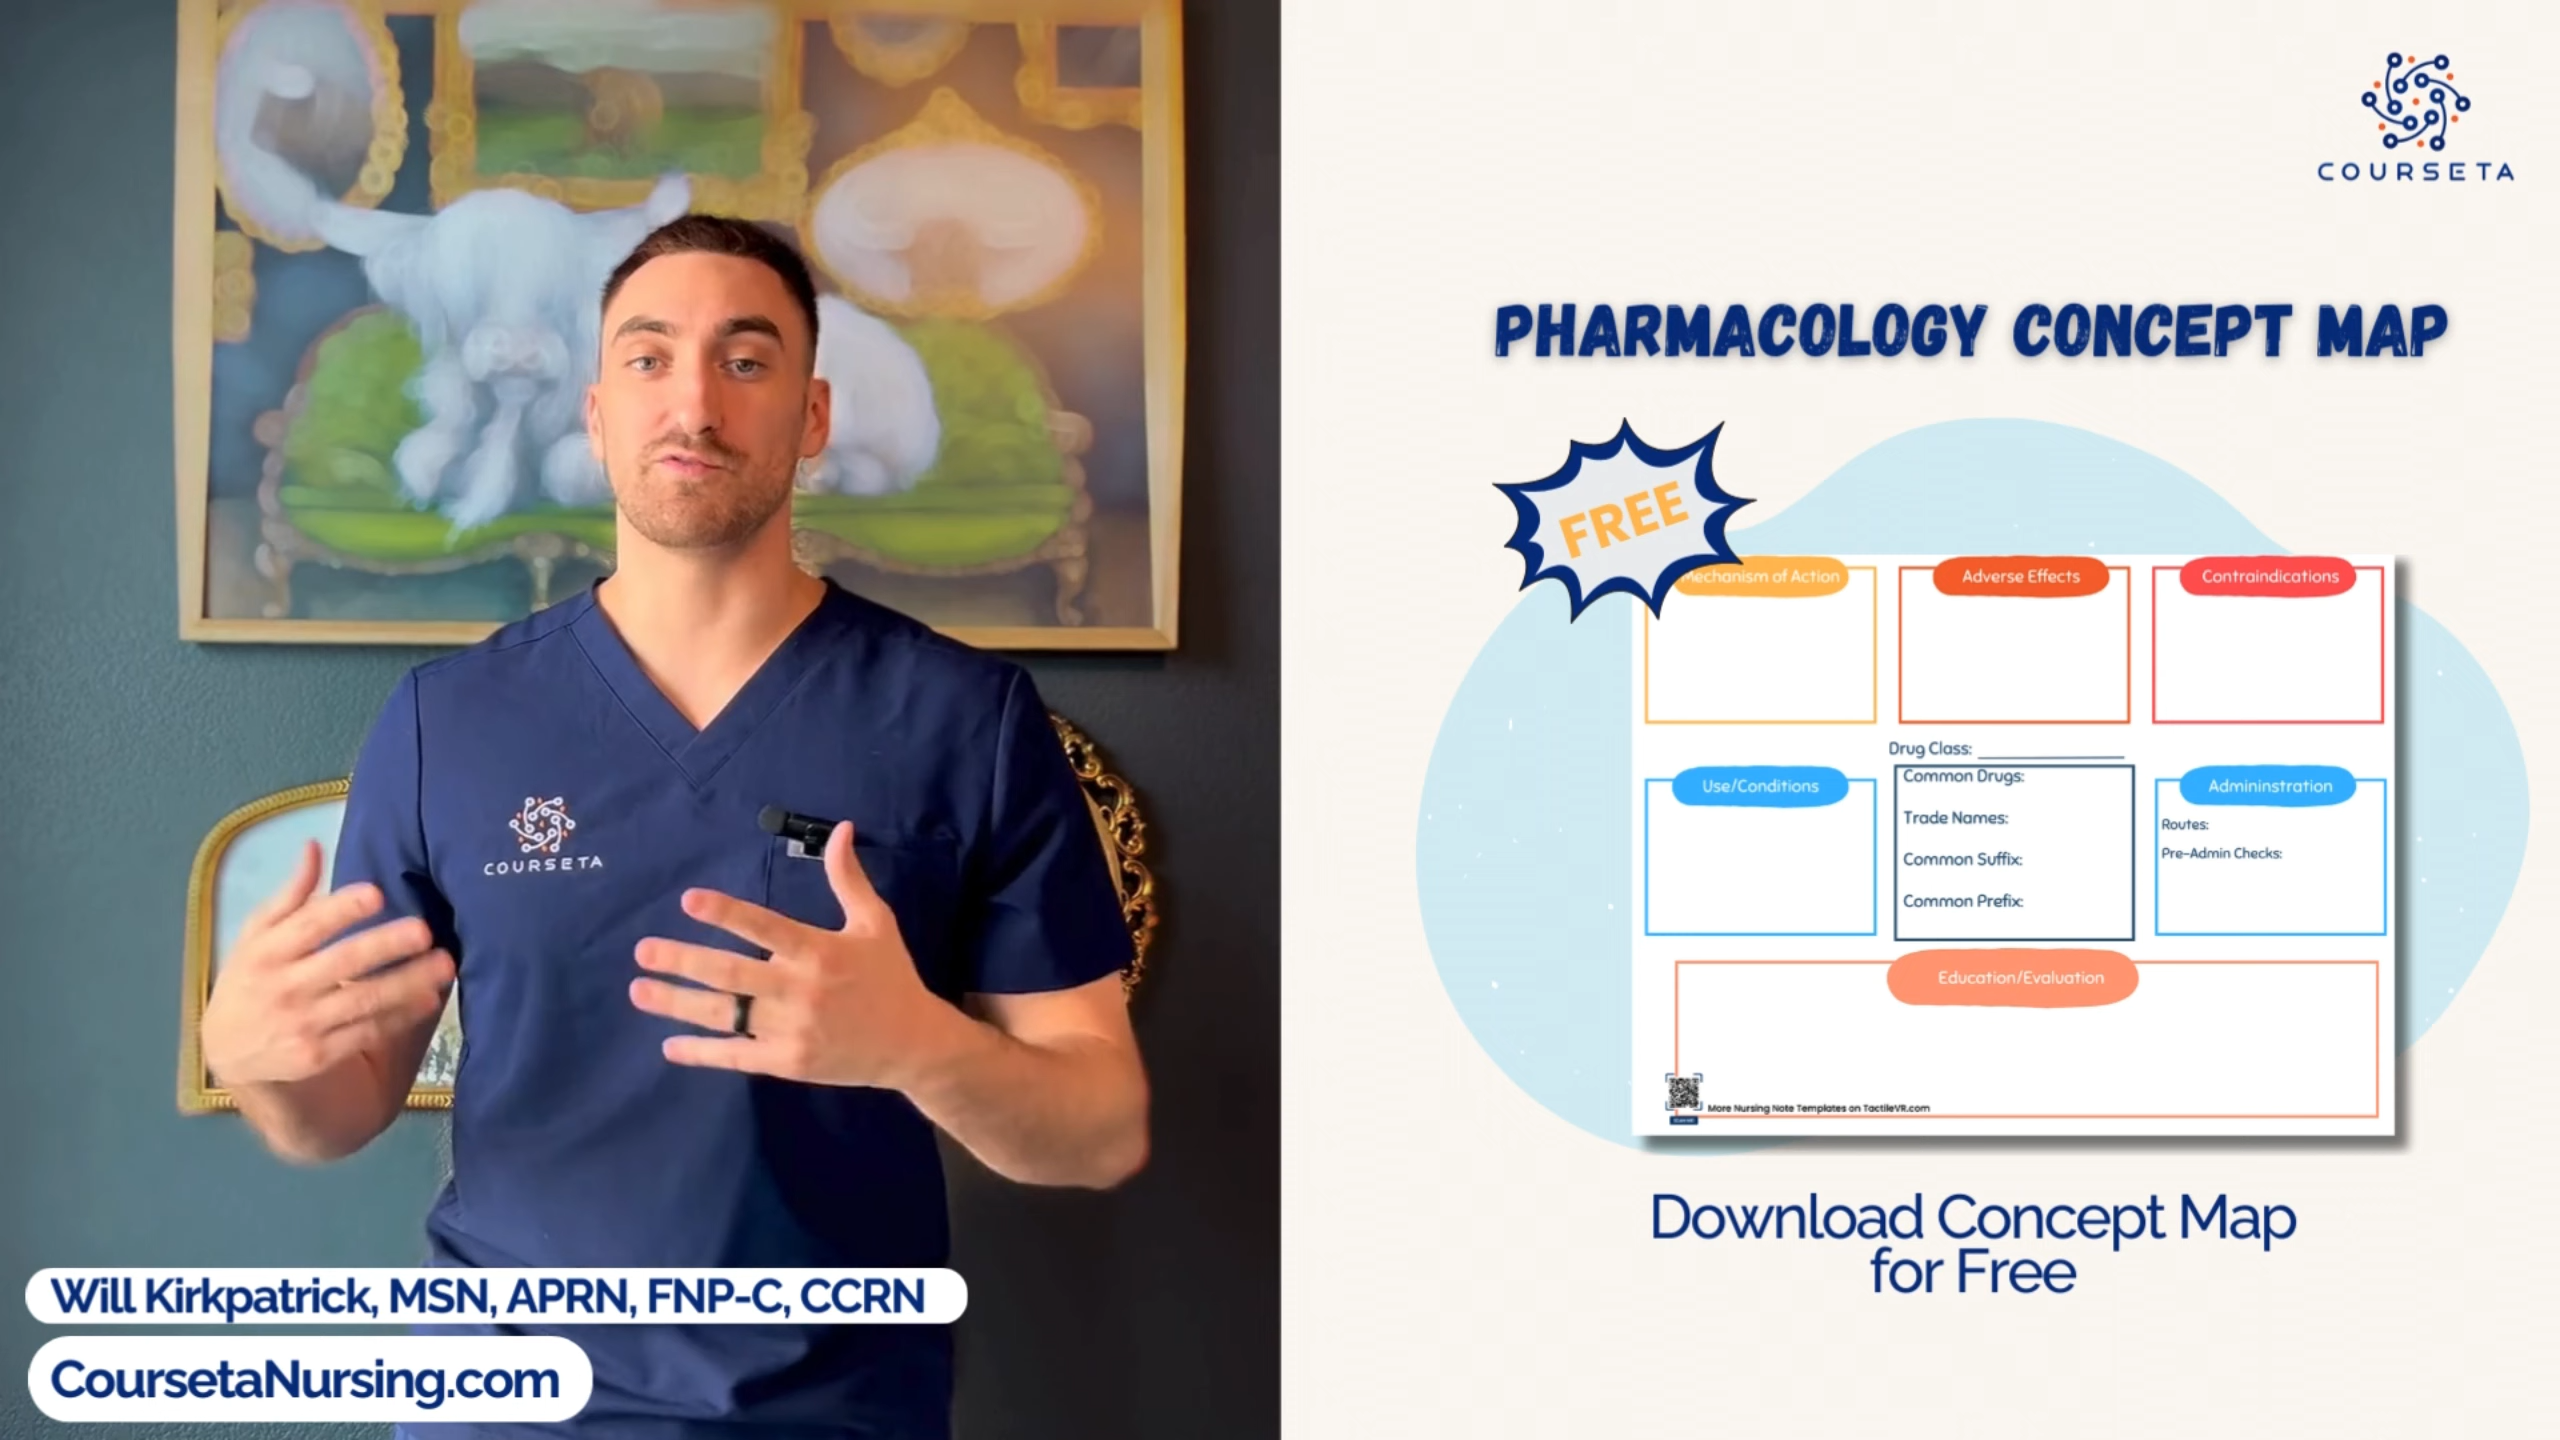 COURSETA
PHARMACOLOGY CONCEPT MAP
FREE
Mechanism of Action
Adverse Effects
Contraindications
Drug Class:
Use/Conditions
Common Drugs:
Trade Names:
Common Suffix:
Common Prefix:
Admininstration
Routes:
Pre-Admin Checks:
Education/Evaluation
More Nursing Note Templates on TactileVR.com
Download Concept Map
for Free
COURSETA
Will Kirkpatrick, MSN, APRN, FNP-C, CCRN
CoursetaNursing.com